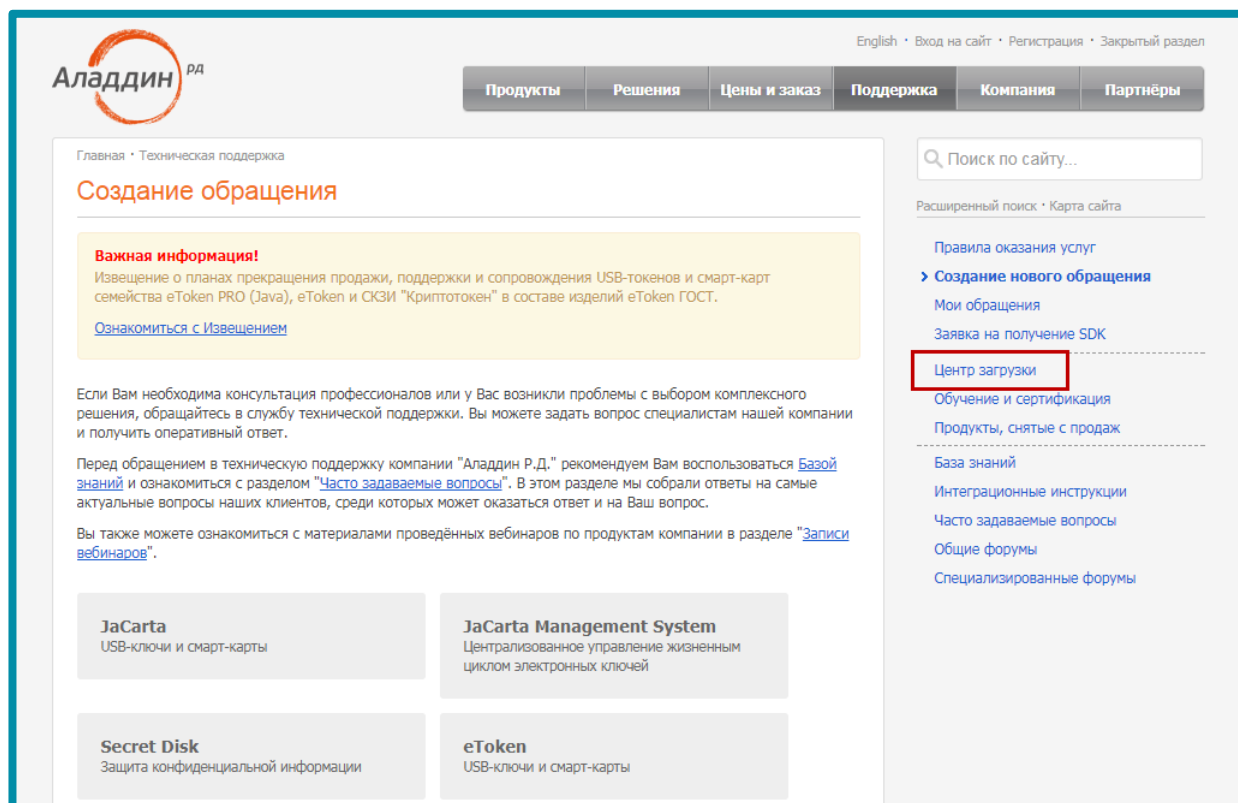 English · Вход на сайт · Регистрация · Закрытый раздел
Аладдин РД
Продукты Решения Цены и заказ Поддержка Компания Партнёры
Главная · Техническая поддержка
Создание обращения
Важная информация!
Извещение о планах прекращения продажи, поддержки и сопровождения USB-токенов и смарт-карт
семейства eToken PRO (Java), eToken и СКЗИ "Криптотокен" в составе изделий eToken ГОСТ.
Ознакомиться с Извещением
Если Вам необходима консультация профессионалов или у Вас возникли проблемы с выбором комплексного
решения, обращайтесь в службу технической поддержки. Вы можете задать вопрос специалистам нашей компании
и получить оперативный ответ.
Перед обращением в техническую поддержку компании "Аладдин Р.Д." рекомендуем Вам воспользоваться Базой
знаний и ознакомиться с разделом "Часто задаваемые вопросы". В этом разделе мы собрали ответы на самые
актуальные вопросы наших клиентов, среди которых может оказаться ответ и на Ваш вопрос.
Вы также можете ознакомиться с материалами проведённых вебинаров по продуктам компании в разделе "Записи
вебинаров".
JaCarta
USB-ключи и смарт-карты
JaCarta Management System
Централизованное управление жизненным
циклом электронных ключей
Secret Disk
Защита конфиденциальной информации
eToken
USB-ключи и смарт-карты
Поиск по сайту...
Расширенный поиск · Карта сайта
Правила оказания услуг
Создание нового обращения
Мои обращения
Заявка на получение SDK
Центр загрузки
Обучение и сертификация
Продукты, снятые с продаж
База знаний
Интеграционные инструкции
Часто задаваемые вопросы
Общие форумы
Специализированные форумы